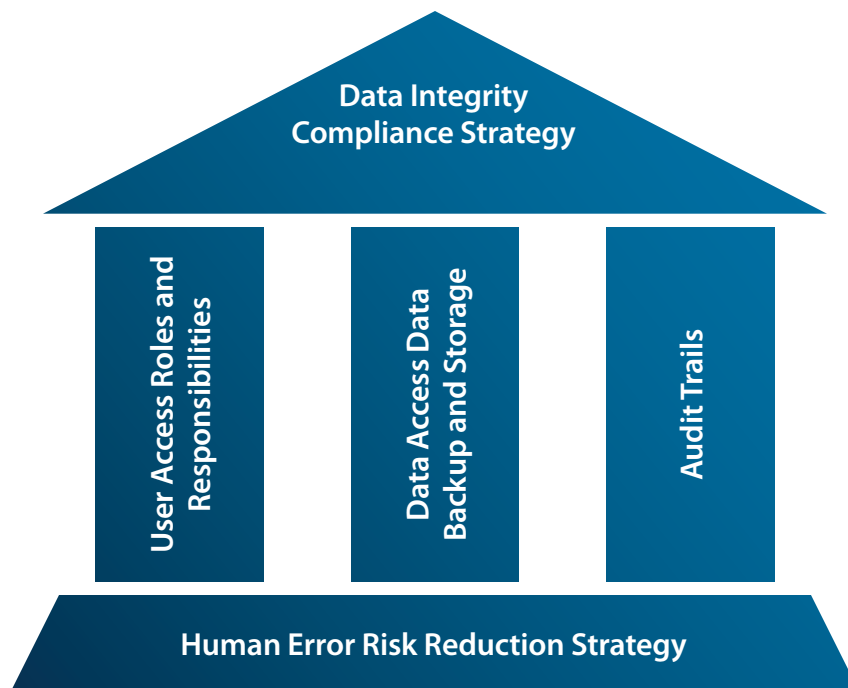 Data Integrity
Compliance Strategy
User Access Roles and
Responsibilities
Data Access Data
Backup and Storage
Audit Trails
Human Error Risk Reduction Strategy